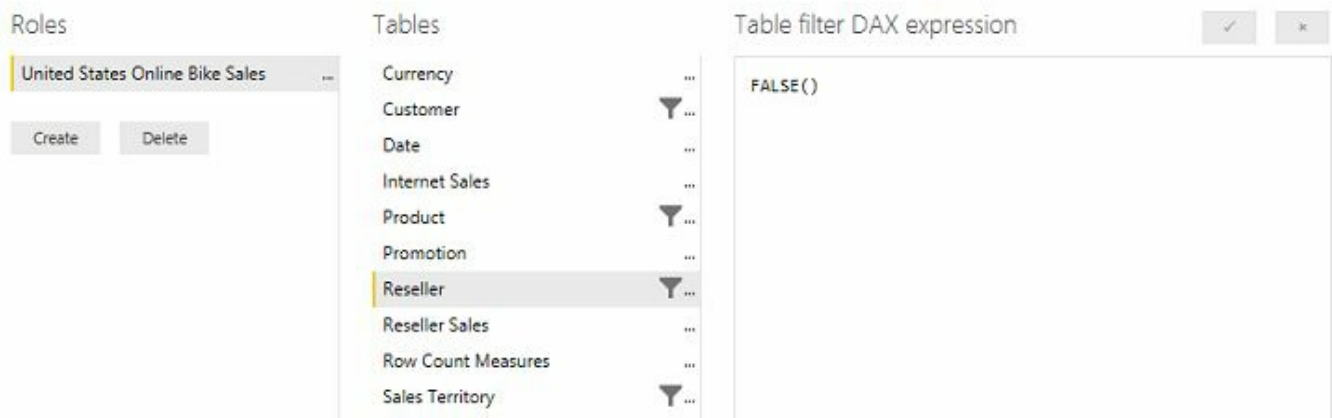 Roles
United States Online Bike Sales ...
Create Delete
Tables
Currency ...
Customer ...
Date ...
Internet Sales ...
Product ...
Promotion ...
Reseller ...
Reseller Sales ...
Row Count Measures ...
Sales Territory ...
Table filter DAX expression
FALSE()